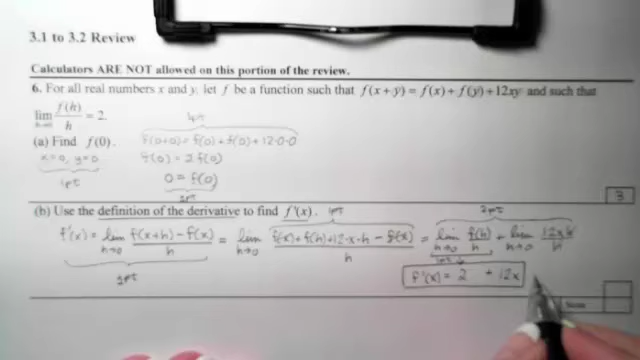 3.1 to 3.2 Review
Calculators ARE NOT allowed on this portion of the review.
6. For all real numbers x and y, let f be a function such that f(x+y) = f(x)+f(y)+12xy and such that
lim h→0 f(h)/h = 2.
1pt
(a) Find f(0). f(0+0) = f(0) + f(0) + 12·0·0
x=0, y=0 f(0) = 2f(0)
1pt 0 = f(0)
1pt
3
(b) Use the definition of the derivative to find f'(x). 1pt 2pt
f'(x) = lim h→0 f(x+h) - f(x) / h = lim h→0 f(x) + f(h) + 12·x·h - f(x) / h = lim h→0 f(h)/h + lim h→0 12xh/h
1pt
f'(x) = 2 + 12x